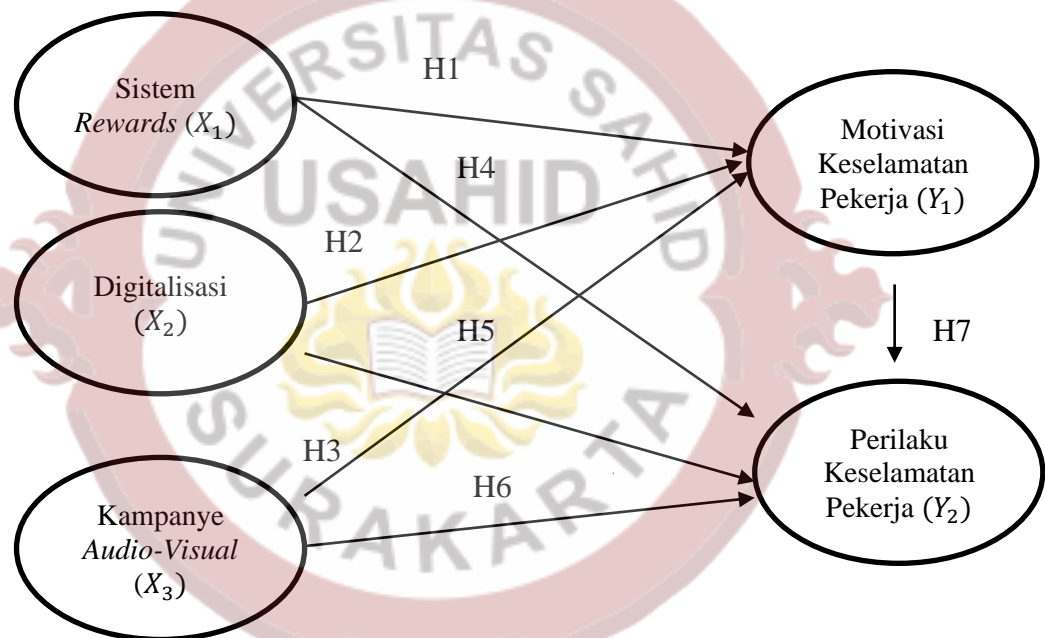 UNIVERSITAS SAHID
USAHID
SURAKARTA
Sistem
Rewards (X₁)
H1
Motivasi
Keselamatan
Pekerja (Y₁)
H4
H2
Digitalisasi
(X₂)
H5
H7
H3
H6
Kampanye
Audio-Visual
(X₃)
Perilaku
Keselamatan
Pekerja (Y₂)